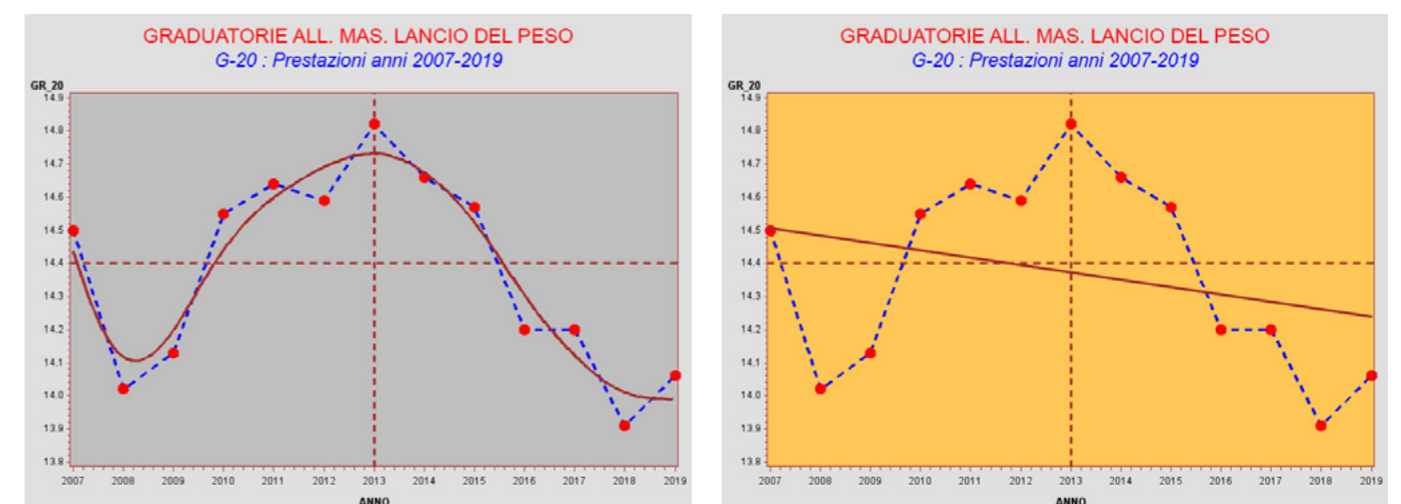 GRADUATORIE ALL. MAS. LANCIO DEL PESO
G-20 : Prestazioni anni 2007-2019
GR_20
14.9
14.8
14.7
14.6
14.5
14.4
14.3
14.2
14.1
14.0
13.9
13.8
2007 2008 2009 2010 2011 2012 2013 2014 2015 2016 2017 2018 2019
ANNO
GRADUATORIE ALL. MAS. LANCIO DEL PESO
G-20 : Prestazioni anni 2007-2019
GR_20
14.9
14.8
14.7
14.6
14.5
14.4
14.3
14.2
14.1
14.0
13.9
13.8
2007 2008 2009 2010 2011 2012 2013 2014 2015 2016 2017 2018 2019
ANNO